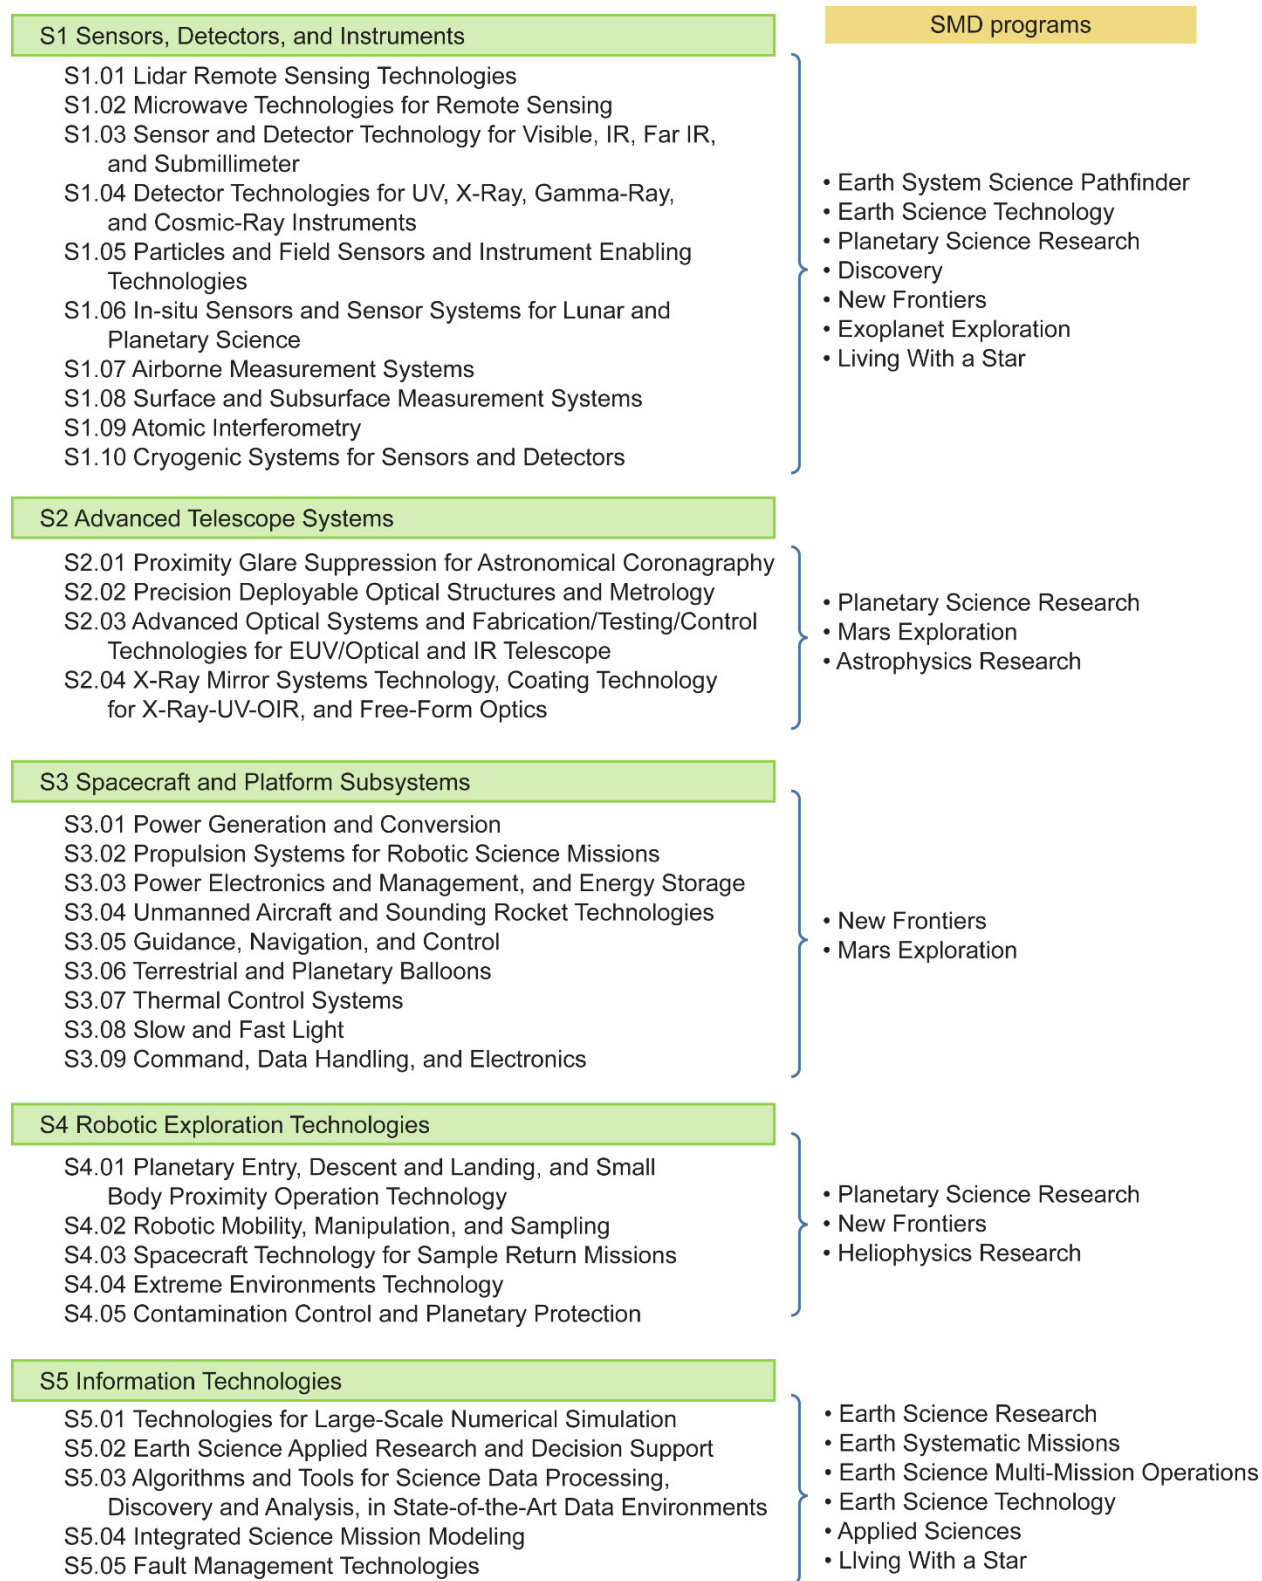 S1 Sensors, Detectors, and Instruments
S1.01 Lidar Remote Sensing Technologies
S1.02 Microwave Technologies for Remote Sensing
S1.03 Sensor and Detector Technology for Visible, IR, Far IR,
and Submillimeter
S1.04 Detector Technologies for UV, X-Ray, Gamma-Ray,
and Cosmic-Ray Instruments
S1.05 Particles and Field Sensors and Instrument Enabling
Technologies
S1.06 In-situ Sensors and Sensor Systems for Lunar and
Planetary Science
S1.07 Airborne Measurement Systems
S1.08 Surface and Subsurface Measurement Systems
S1.09 Atomic Interferometry
S1.10 Cryogenic Systems for Sensors and Detectors
SMD programs
• Earth System Science Pathfinder
• Earth Science Technology
• Planetary Science Research
• Discovery
• New Frontiers
• Exoplanet Exploration
• Living With a Star
S2 Advanced Telescope Systems
S2.01 Proximity Glare Suppression for Astronomical Coronagraphy
S2.02 Precision Deployable Optical Structures and Metrology
S2.03 Advanced Optical Systems and Fabrication/Testing/Control
Technologies for EUV/Optical and IR Telescope
S2.04 X-Ray Mirror Systems Technology, Coating Technology
for X-Ray-UV-OIR, and Free-Form Optics
• Planetary Science Research
• Mars Exploration
• Astrophysics Research
S3 Spacecraft and Platform Subsystems
S3.01 Power Generation and Conversion
S3.02 Propulsion Systems for Robotic Science Missions
S3.03 Power Electronics and Management, and Energy Storage
S3.04 Unmanned Aircraft and Sounding Rocket Technologies
S3.05 Guidance, Navigation, and Control
S3.06 Terrestrial and Planetary Balloons
S3.07 Thermal Control Systems
S3.08 Slow and Fast Light
S3.09 Command, Data Handling, and Electronics
• New Frontiers
• Mars Exploration
S4 Robotic Exploration Technologies
S4.01 Planetary Entry, Descent and Landing, and Small
Body Proximity Operation Technology
S4.02 Robotic Mobility, Manipulation, and Sampling
S4.03 Spacecraft Technology for Sample Return Missions
S4.04 Extreme Environments Technology
S4.05 Contamination Control and Planetary Protection
• Planetary Science Research
• New Frontiers
• Heliophysics Research
S5 Information Technologies
S5.01 Technologies for Large-Scale Numerical Simulation
S5.02 Earth Science Applied Research and Decision Support
S5.03 Algorithms and Tools for Science Data Processing,
Discovery and Analysis, in State-of-the-Art Data Environments
S5.04 Integrated Science Mission Modeling
S5.05 Fault Management Technologies
• Earth Science Research
• Earth Systematic Missions
• Earth Science Multi-Mission Operations
• Earth Science Technology
• Applied Sciences
• LIving With a Star